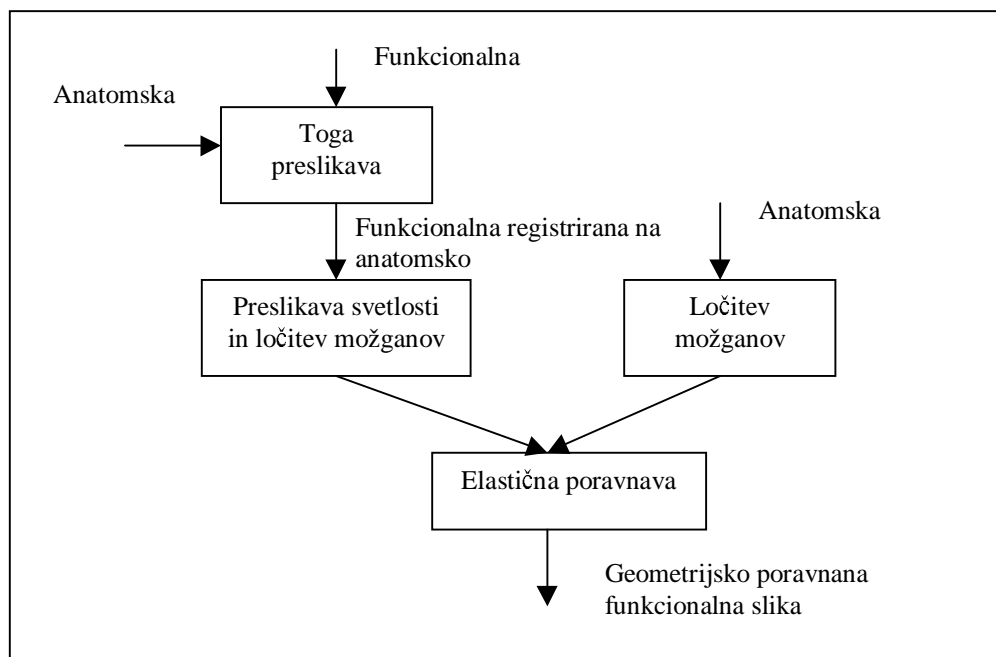 Funkcionalna
Anatomska
Toga
preslikava
Anatomska
Funkcionalna registrirana na
anatomsko
Preslikava svetlosti
in ločitev možganov
Ločitev
možganov
Elastična poravnava
Geometrijsko poravnana
funkcionalna slika